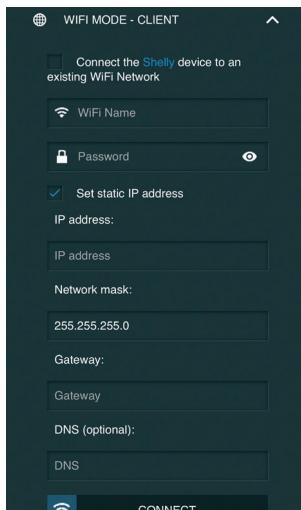 WIFI MODE - CLIENT
Connect the Shelly device to an
existing WiFi Network
WiFi Name
Password
Set static IP address
IP address:
IP address
Network mask:
255.255.255.0
Gateway:
Gateway
DNS (optional):
DNS
CONNECT